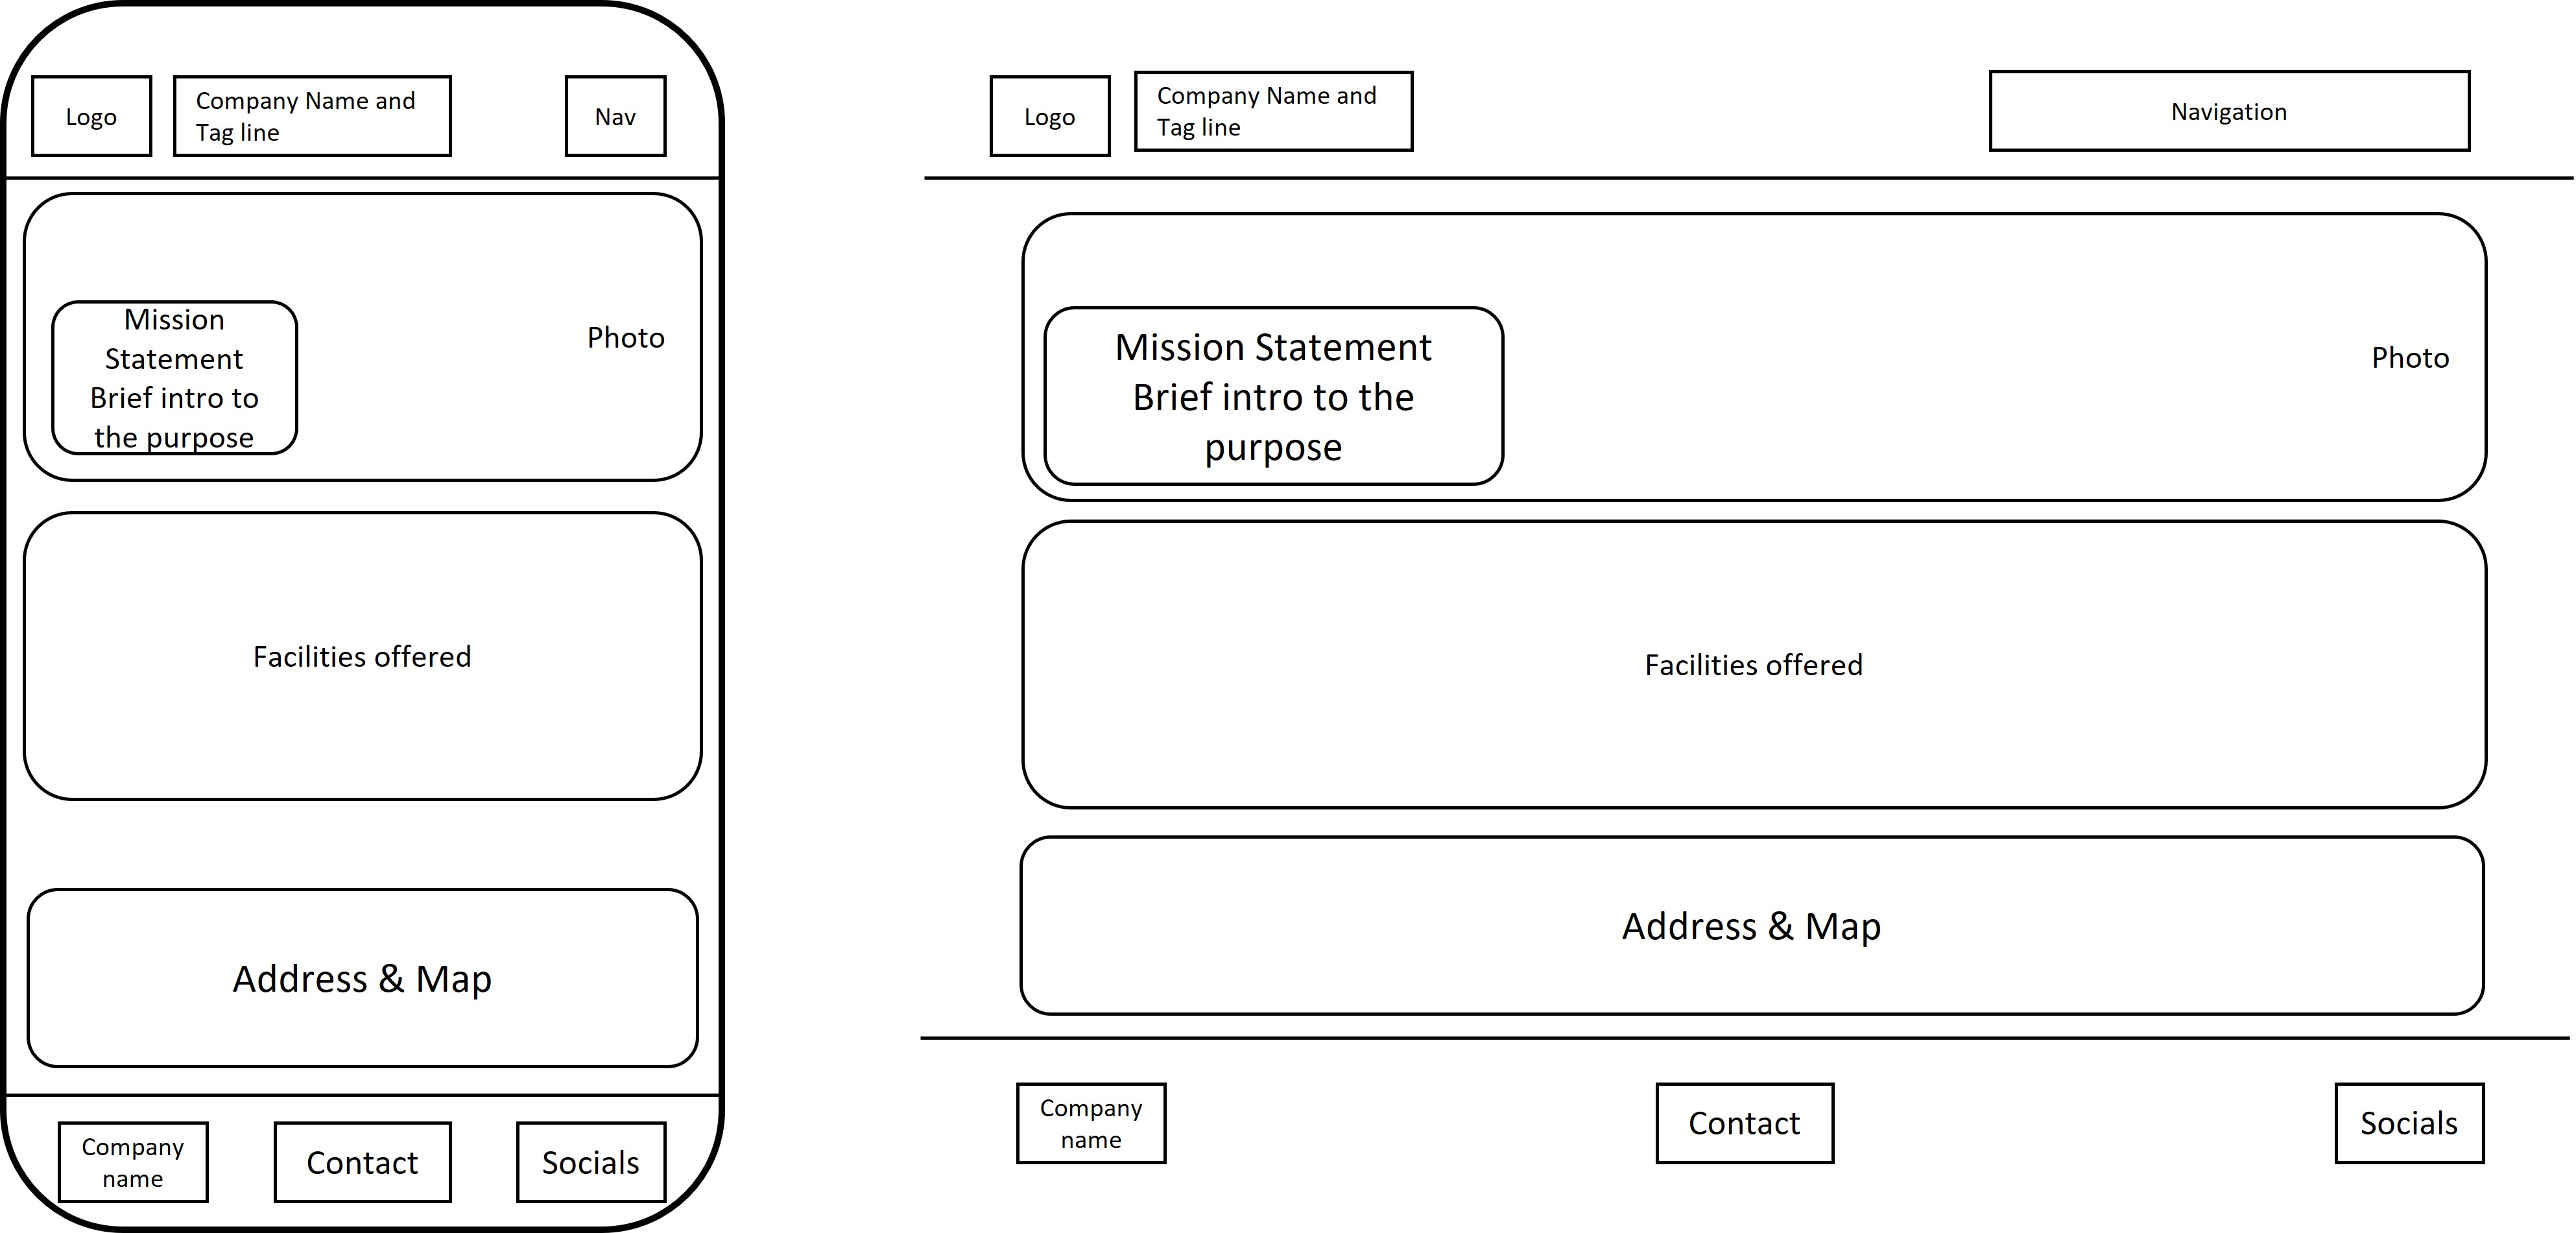 Logo
Company Name and
Tag line
Nav
Mission
Statement
Brief intro to
the purpose
Photo
Facilities offered
Address & Map
Company
name
Contact
Socials
Logo
Company Name and
Tag line
Navigation
Mission Statement
Brief intro to the
purpose
Photo
Facilities offered
Address & Map
Company
name
Contact
Socials